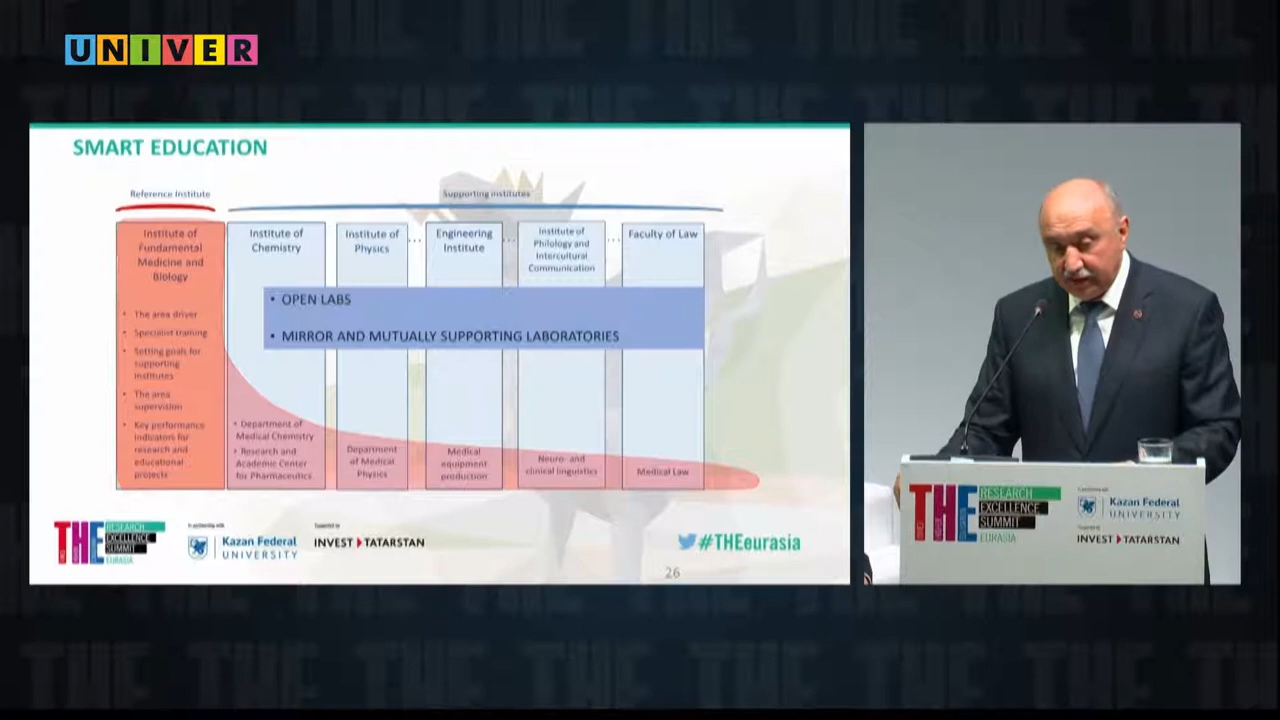 UNIVER
SMART EDUCATION
Reference Institute
Supporting institutes
Institute of
Fundamental
Medicine and
Biology
• The area driver
• Specialist training
• Setting goals for
supporting
institutes
• The area
supervision
• Key performance
indicators for
research and
educational
projects
Institute of
Chemistry
• Department of
Medical Chemistry
• Research and
Academic Center
for Pharmaceutics
Institute of
Physics
Department
of Medical
Physics
...
Engineering
Institute
Medical
equipment
production
...
Institute of
Philology and
Intercultural
Communication
Neuro- and
clinical linguistics
...
Faculty of Law
Medical Law
• OPEN LABS
• MIRROR AND MUTUALLY SUPPORTING LABORATORIES
THE
RESEARCH
EXCELLENCE
SUMMIT
EURASIA
In partnership with
Kazan Federal
UNIVERSITY
Supported by
INVEST TATARSTAN
#THEeurasia
26
THE
RESEARCH
EXCELLENCE
SUMMIT
EURASIA
Kazan Federal
UNIVERSITY
INVEST TATARSTAN